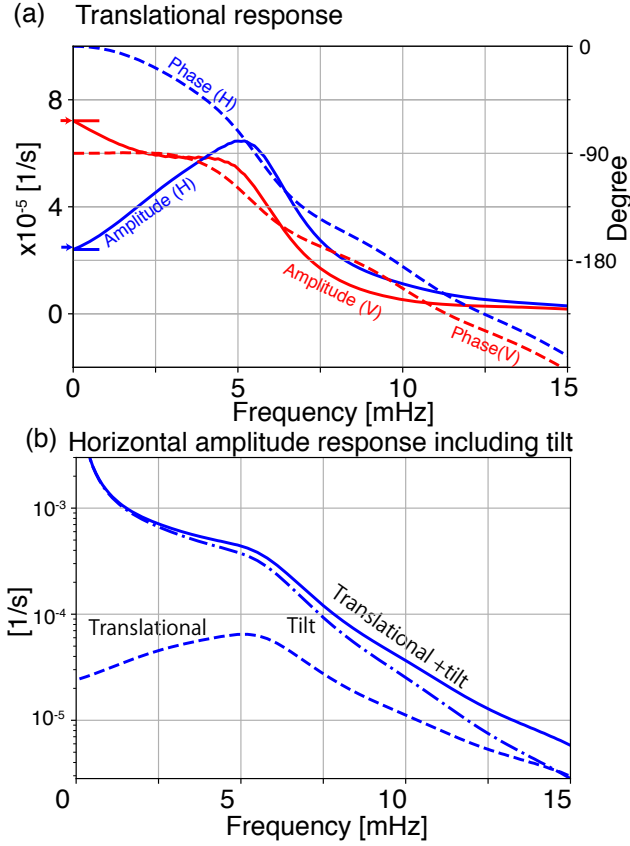 (a) Translational response
0
Phase (H)
8
-90
x10⁻⁵ [1/s]
Degree
4
Amplitude (H)
-180
Amplitude (V)
0
Phase(V)
0 5 10 15
Frequency [mHz]
(b) Horizontal amplitude response including tilt
10⁻³
[1/s]
10⁻⁴
Translational
Tilt
Translational +tilt
10⁻⁵
0 5 10 15
Frequency [mHz]